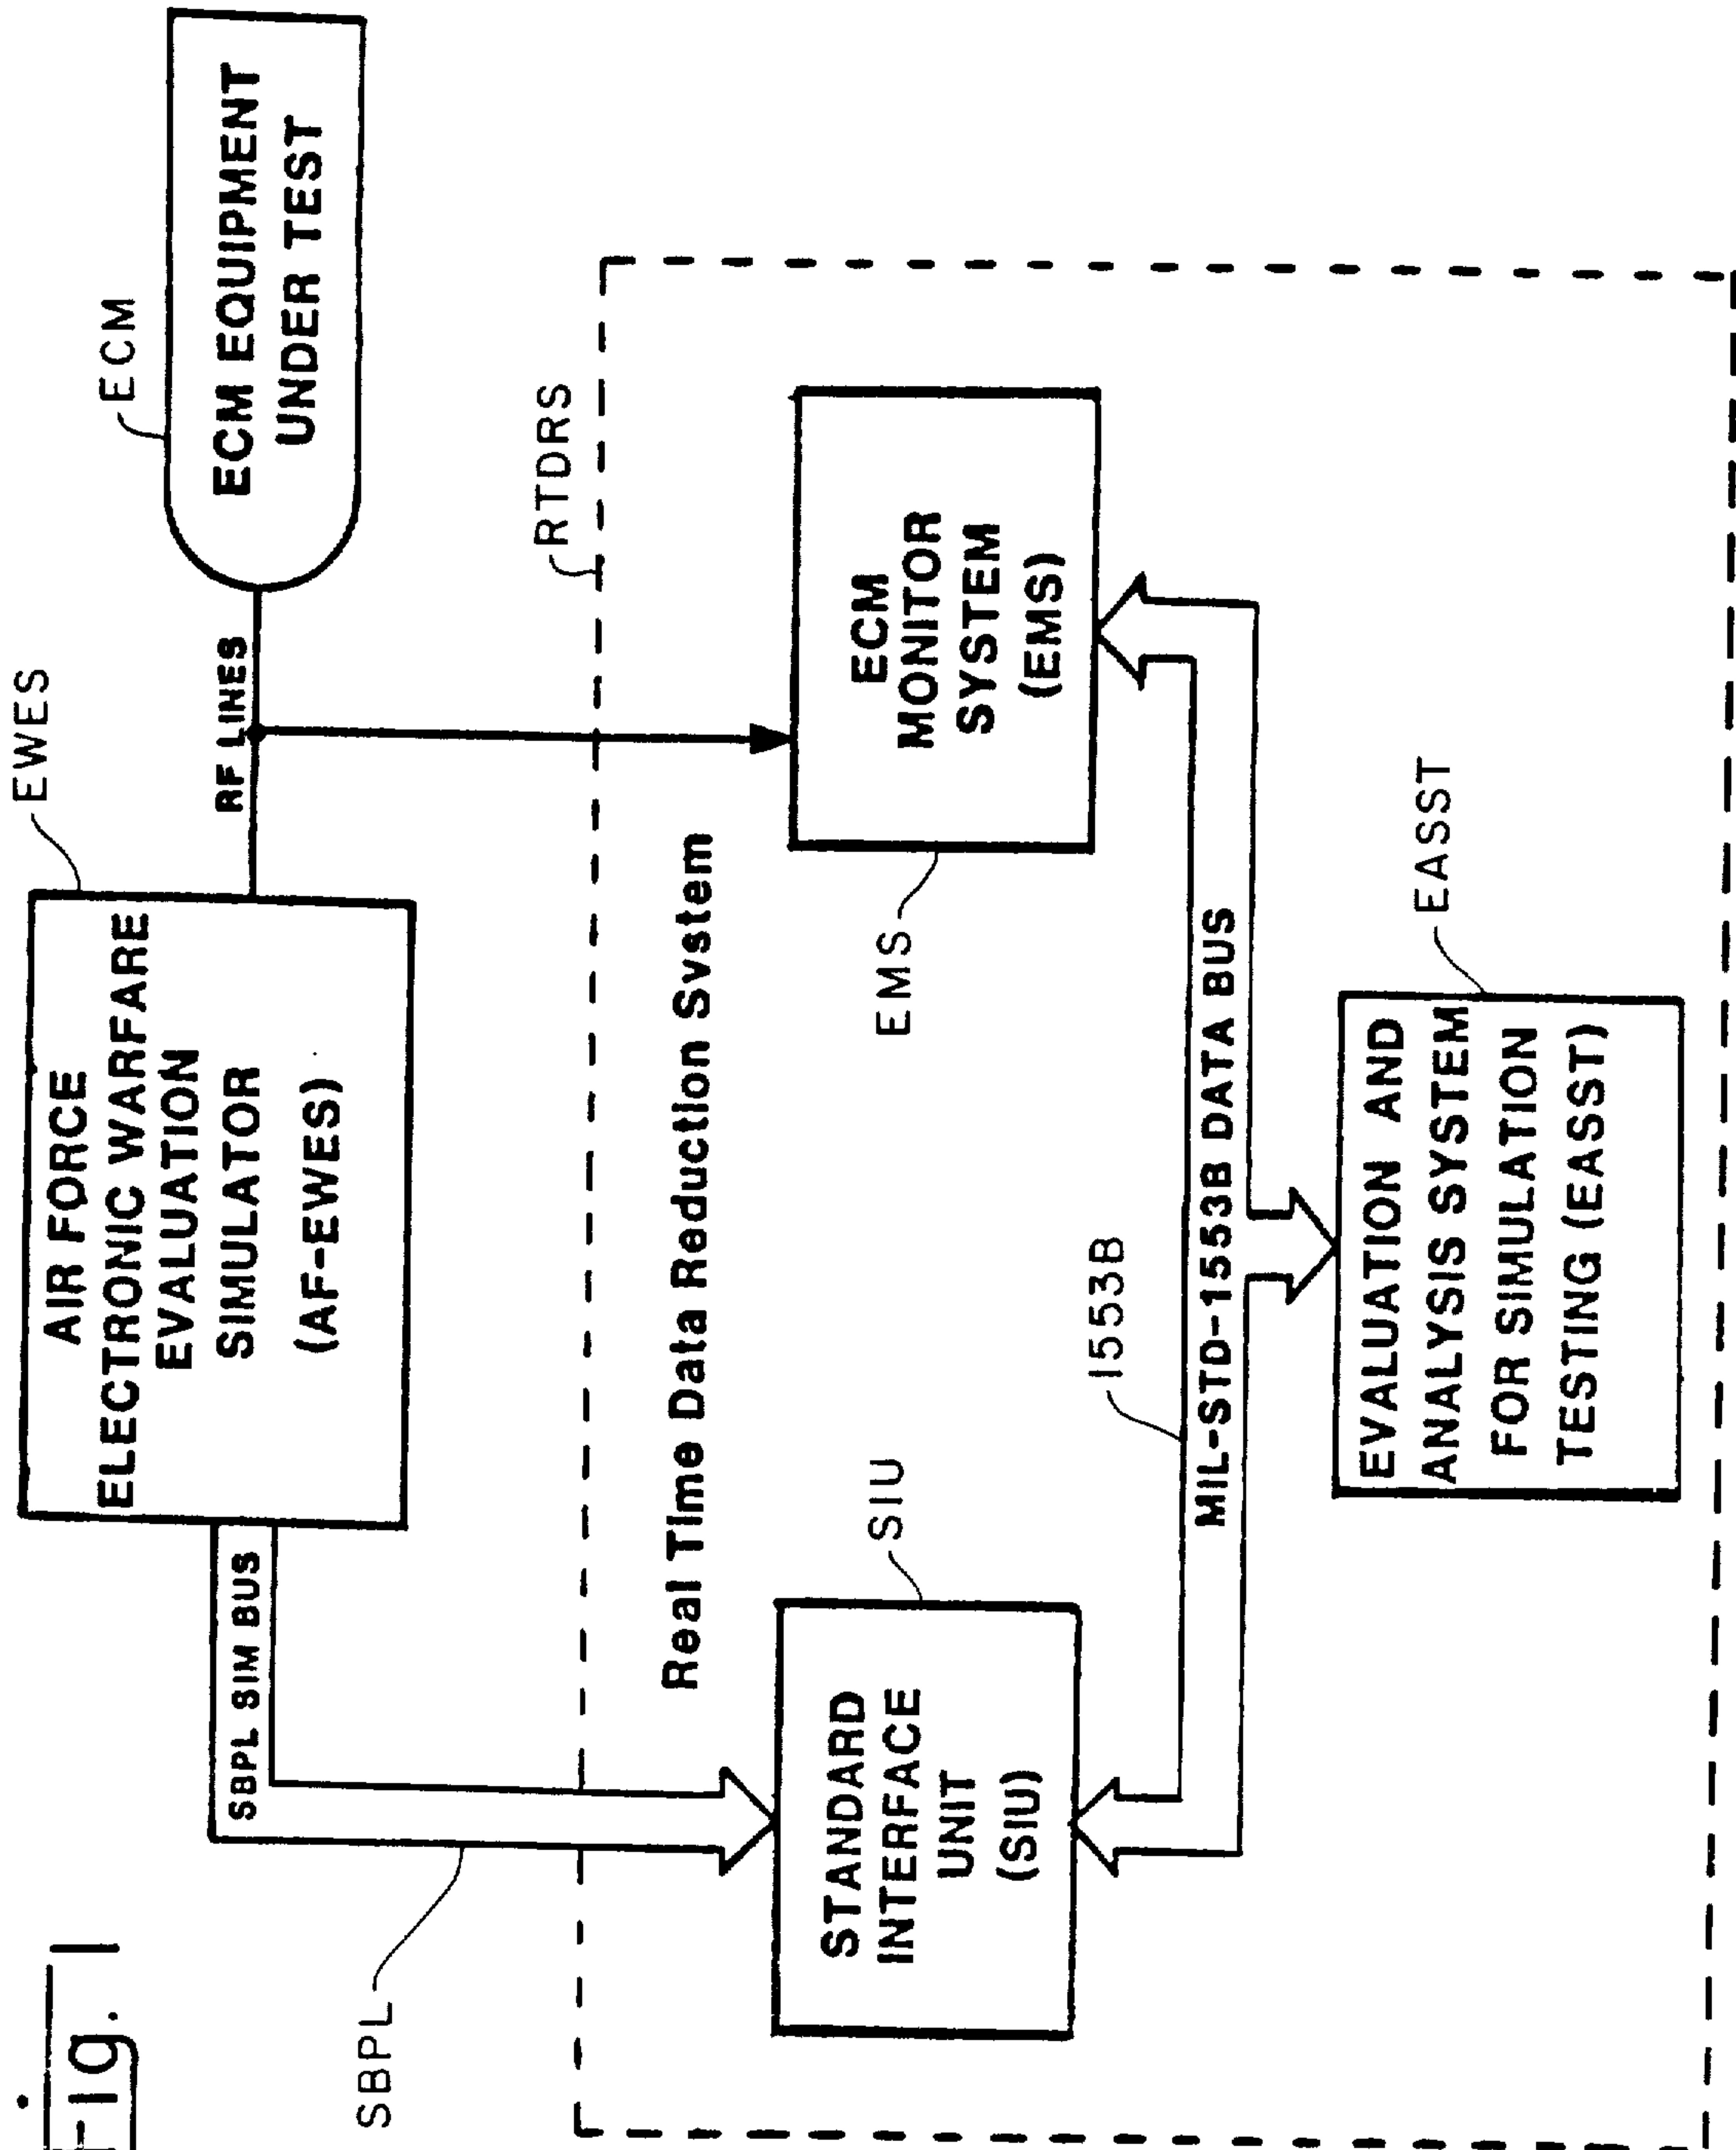 Fig. 1
EWES
ECM
AIR FORCE
ELECTRONIC WARFARE
EVALUATION
SIMULATOR
(AF-EWES)
RF LINES
ECM EQUIPMENT
UNDER TEST
SBPL SIM BUS
SBPL
RTDRS
Real Time Data Reduction System
SIU
STANDARD
INTERFACE
UNIT
(SIU)
ECM
MONITOR
SYSTEM
(EMS)
EMS
1553B
MIL-STD-1553B DATA BUS
EASST
EVALUATION AND
ANALYSIS SYSTEM
FOR SIMULATION
TESTING (EASST)